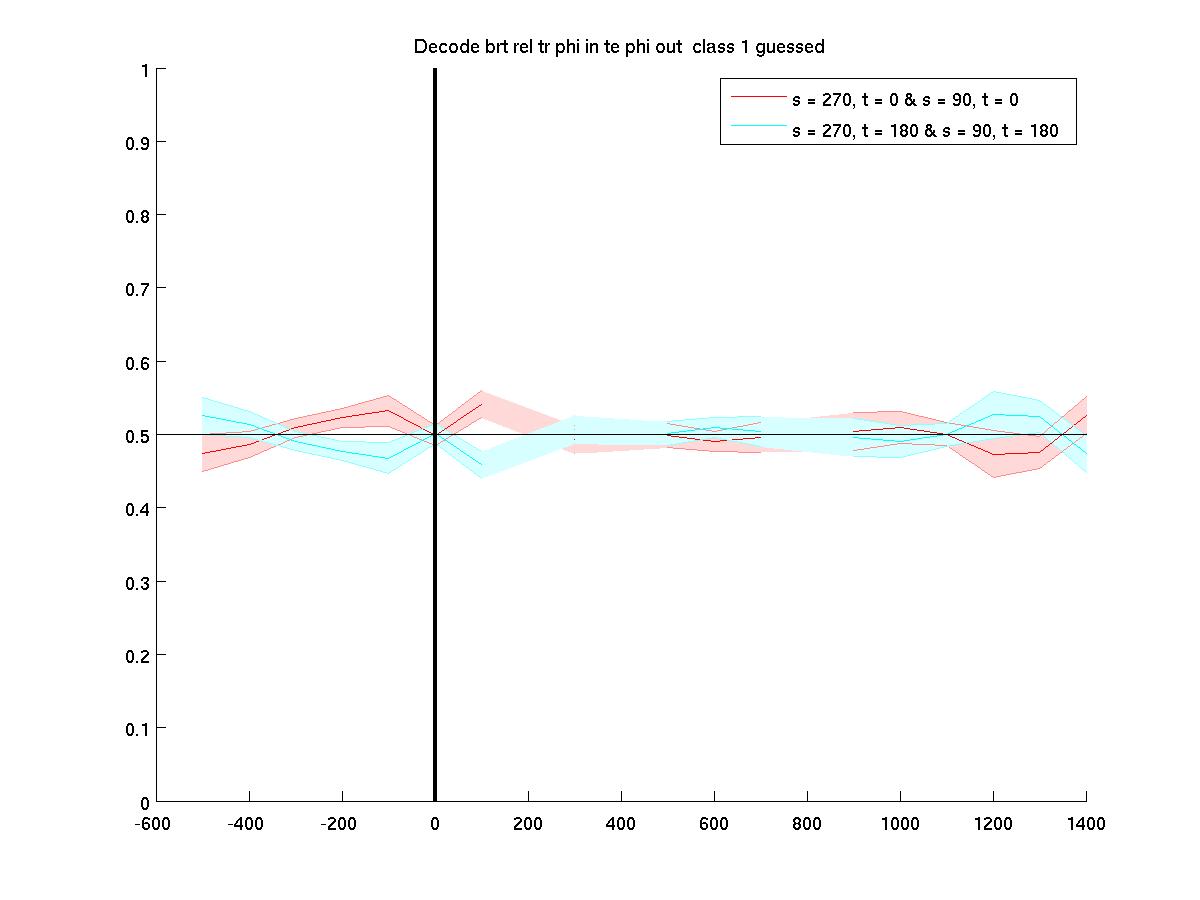 Decode brt rel tr phi in te phi out  class 1 guessed
s = 270, t = 0 & s = 90, t = 0
s = 270, t = 180 & s = 90, t = 180
1
0.9
0.8
0.7
0.6
0.5
0.4
0.3
0.2
0.1
0
-600 -400 -200 0 200 400 600 800 1000 1200 1400